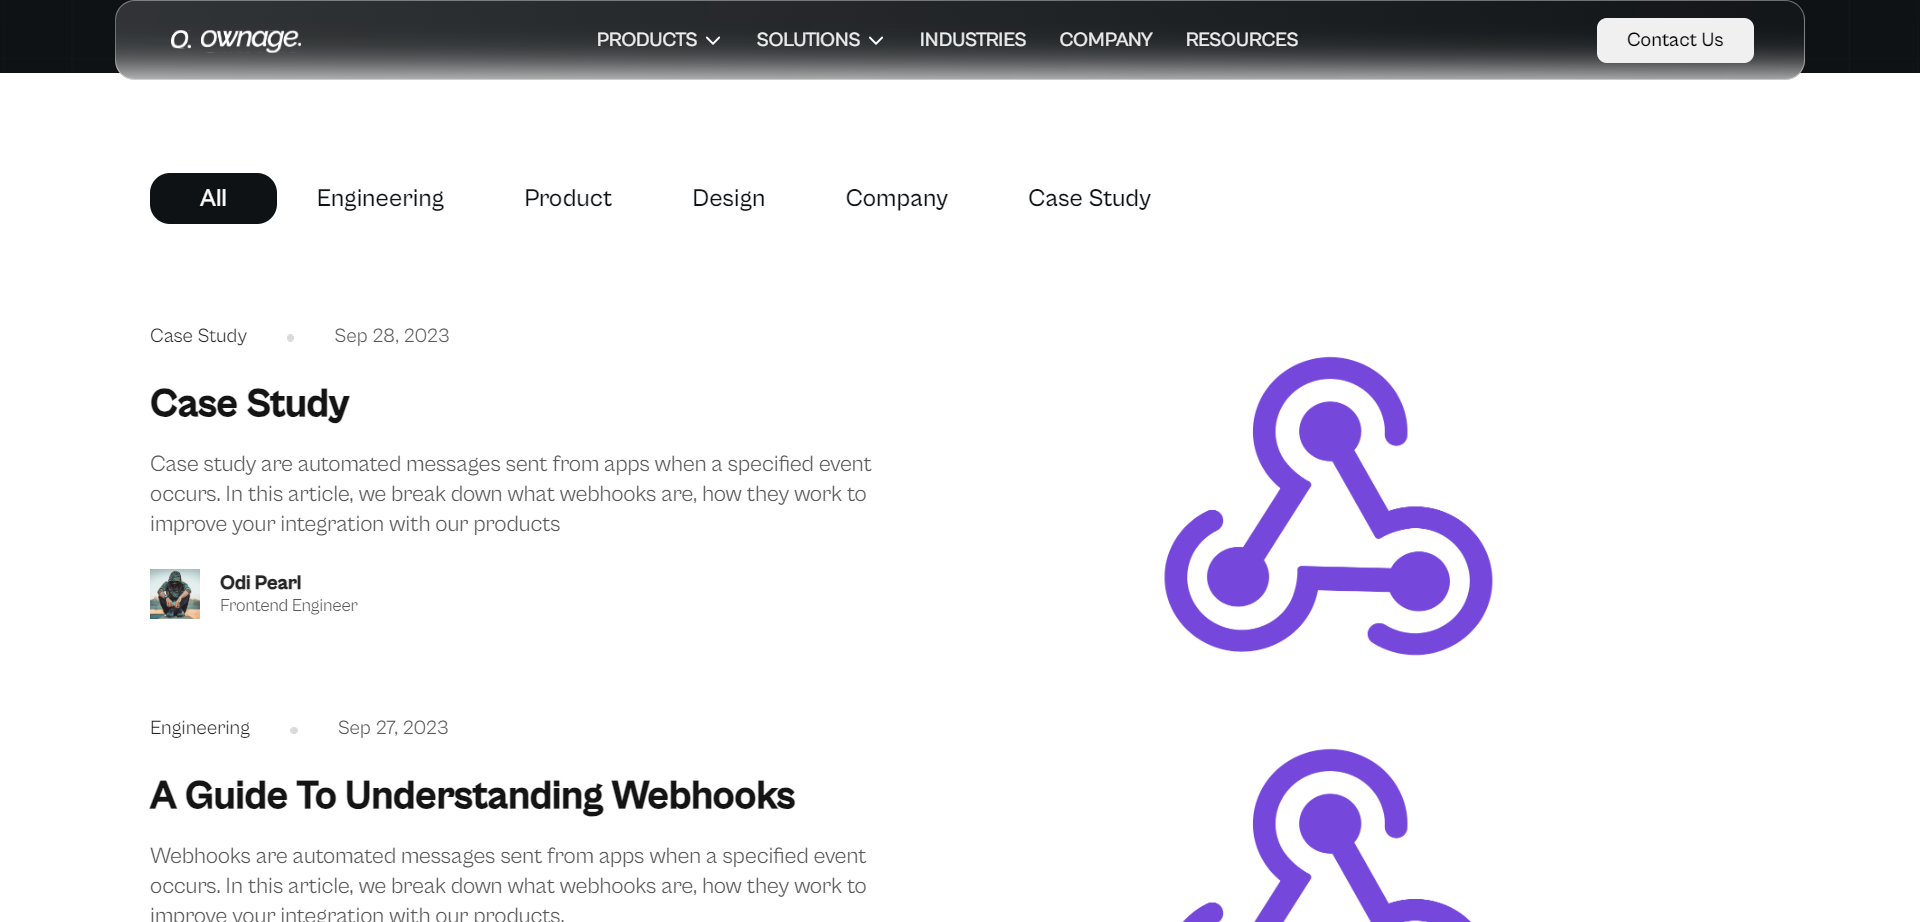 O. Ownage. PRODUCTS SOLUTIONS INDUSTRIES COMPANY RESOURCES Contact Us
All Engineering Product Design Company Case Study
Case Study Sep 28, 2023
Case Study
Case study are automated messages sent from apps when a specified event
occurs. In this article, we break down what webhooks are, how they work to
improve your integration with our products
Odi Pearl
Frontend Engineer
Engineering Sep 27, 2023
A Guide To Understanding Webhooks
Webhooks are automated messages sent from apps when a specified event
occurs. In this article, we break down what webhooks are, how they work to
improve your integration with our products.